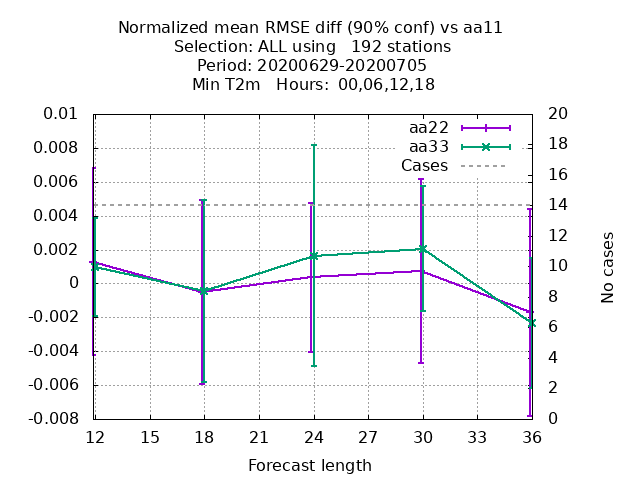 Normalized mean RMSE diff (90% conf) vs aa11
Selection: ALL using   192 stations
Period: 20200629-20200705
Min T2m   Hours:  00,06,12,18
aa22
aa33
Cases
0.01
0.008
0.006
0.004
0.002
0
-0.002
-0.004
-0.006
-0.008
20
18
16
14
12
10
8
6
4
2
0
No cases
12 15 18 21 24 27 30 33 36
Forecast length